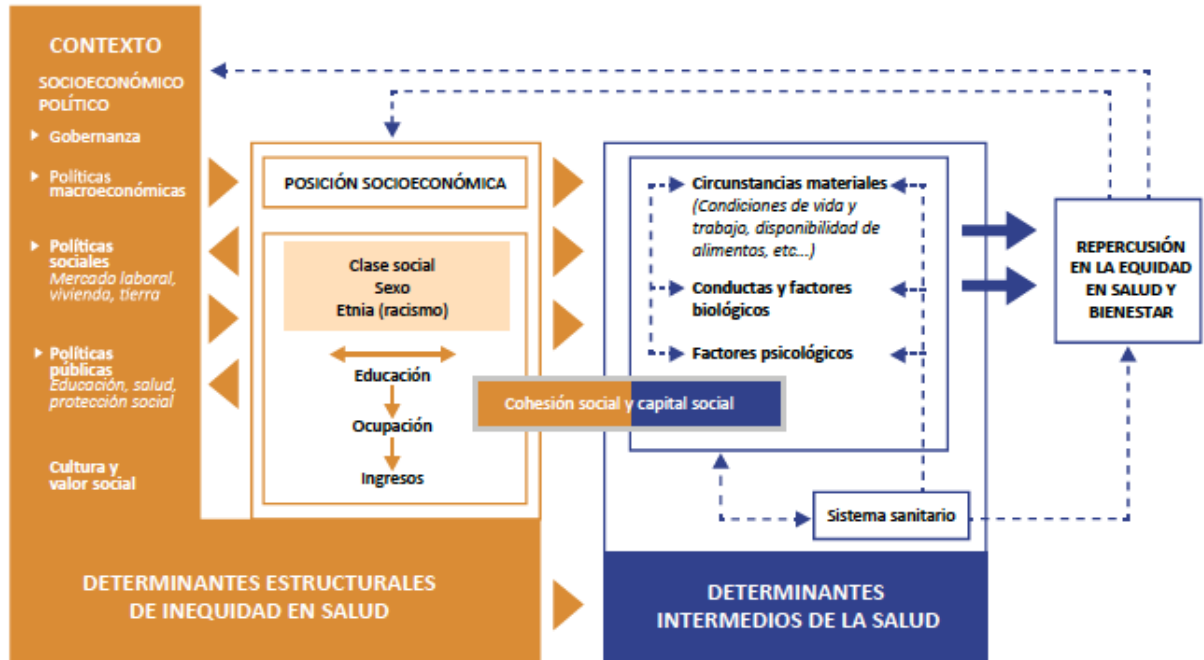 CONTEXTO
SOCIOECONÓMICO
POLÍTICO
Gobernanza
Políticas
macroeconómicas
Políticas
sociales
Mercado laboral,
vivienda, tierra
Políticas
públicas
Educación, salud,
protección social
Cultura y
valor social
POSICIÓN SOCIOECONÓMICA
Clase social
Sexo
Etnia (racismo)
Educación
Ocupación
Ingresos
Cohesión social y capital social
Circunstancias materiales
(Condiciones de vida y
trabajo, disponibilidad de
alimentos, etc...)
Conductas y factores
biológicos
Factores psicológicos
Sistema sanitario
REPERCUSIÓN
EN LA EQUIDAD
EN SALUD Y
BIENESTAR
DETERMINANTES ESTRUCTURALES
DE INEQUIDAD EN SALUD
DETERMINANTES
INTERMEDIOS DE LA SALUD